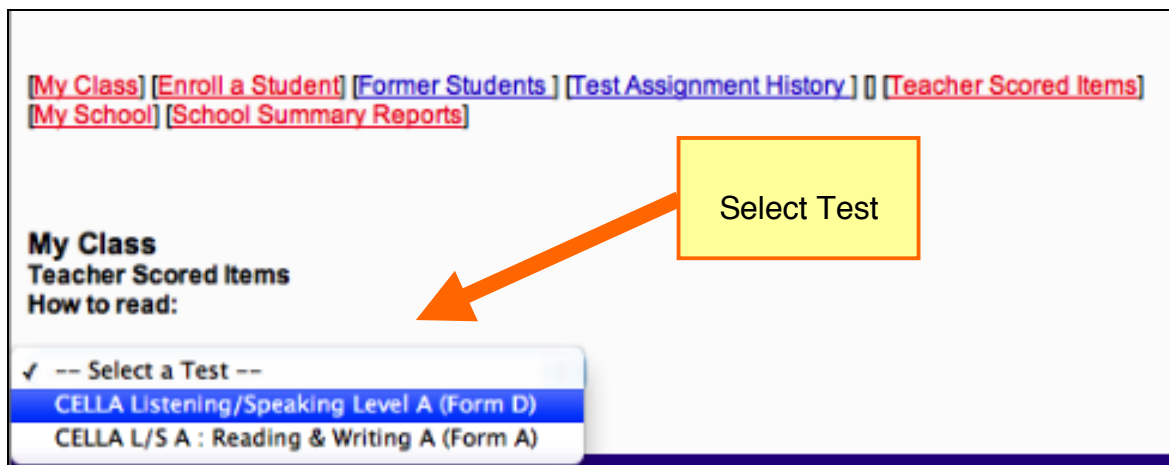 [My Class] [Enroll a Student] [Former Students ] [Test Assignment History ] [] [Teacher Scored Items]
[My School] [School Summary Reports]
Select Test
My Class
Teacher Scored Items
How to read:
✓ -- Select a Test --
CELLA Listening/Speaking Level A (Form D)
CELLA L/S A : Reading & Writing A (Form A)